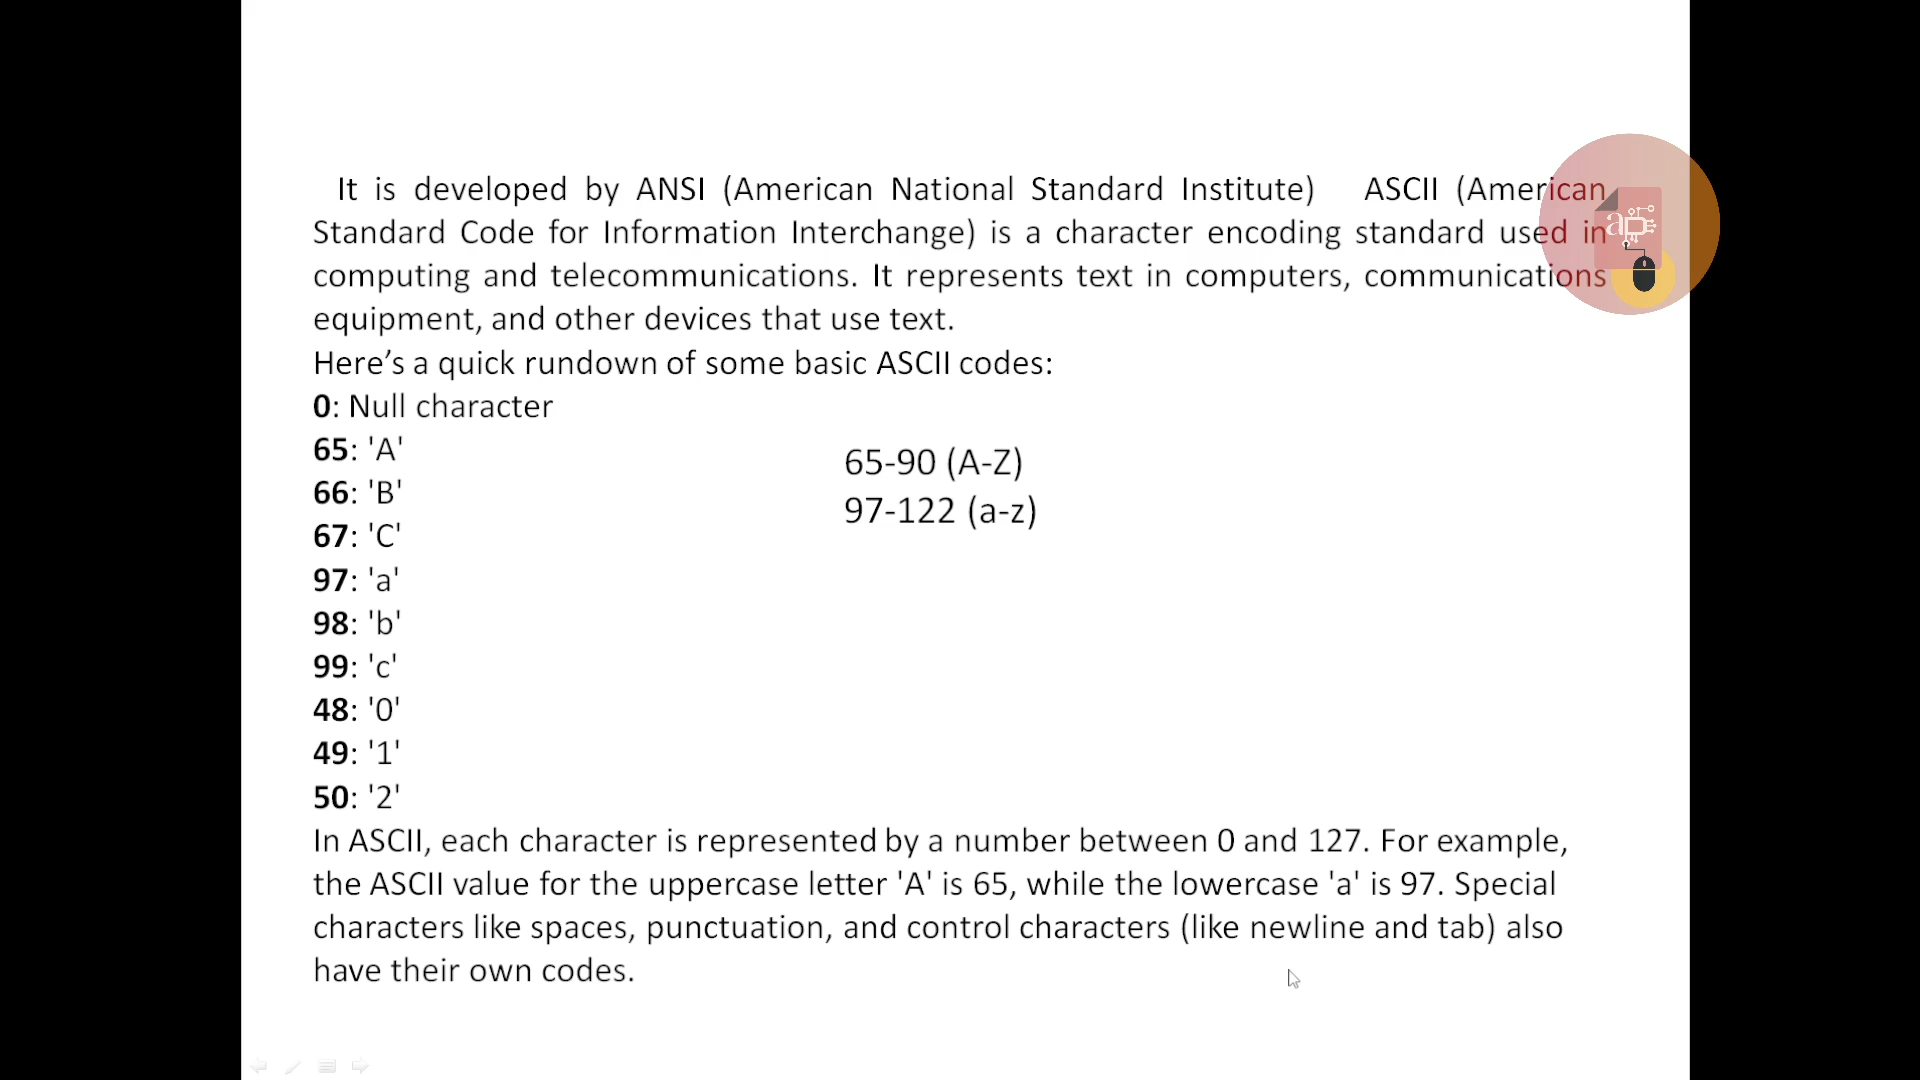 It is developed by ANSI (American National Standard Institute) ASCII (American
Standard Code for Information Interchange) is a character encoding standard used in
computing and telecommunications. It represents text in computers, communications
equipment, and other devices that use text.
Here’s a quick rundown of some basic ASCII codes:
0: Null character
65: 'A'
66: 'B'
67: 'C'
97: 'a'
98: 'b'
99: 'c'
48: '0'
49: '1'
50: '2'
65-90 (A-Z)
97-122 (a-z)
In ASCII, each character is represented by a number between 0 and 127. For example,
the ASCII value for the uppercase letter 'A' is 65, while the lowercase 'a' is 97. Special
characters like spaces, punctuation, and control characters (like newline and tab) also
have their own codes.